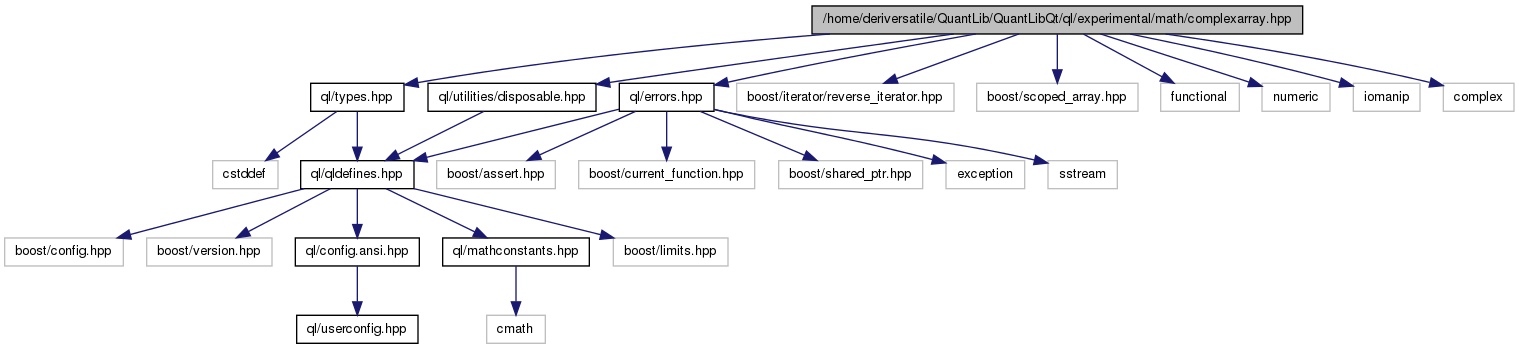 /home/deriversatile/QuantLib/QuantLibQt/ql/experimental/math/complexarray.hpp
ql/types.hpp
ql/utilities/disposable.hpp
ql/errors.hpp
boost/iterator/reverse_iterator.hpp
boost/scoped_array.hpp
functional
numeric
iomanip
complex
cstddef
ql/qldefines.hpp
boost/assert.hpp
boost/current_function.hpp
boost/shared_ptr.hpp
exception
sstream
boost/config.hpp
boost/version.hpp
ql/config.ansi.hpp
ql/mathconstants.hpp
boost/limits.hpp
ql/userconfig.hpp
cmath